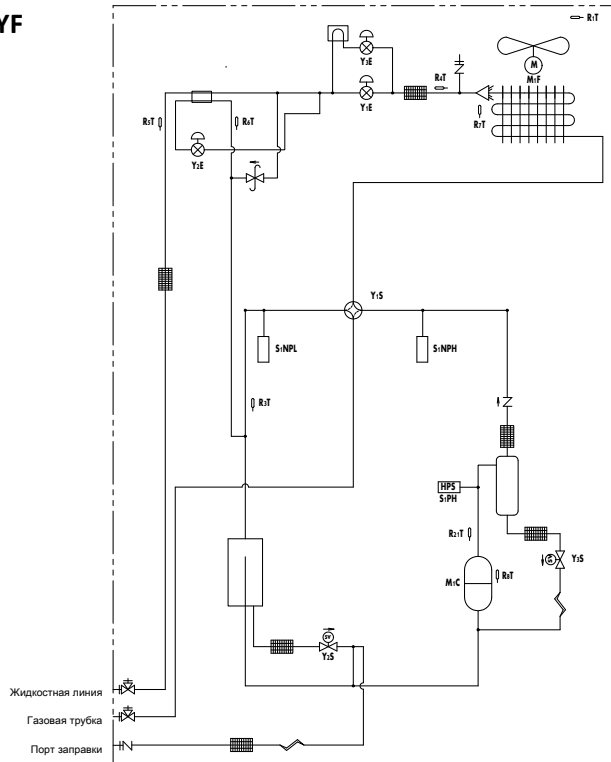 YF
R1T
M
M1F
Y3E
R4T
Y1E
R7T
R5T
R6T
Y2E
Y1S
S1NPL
S1NPH
R3T
HPS
S1PH
R21T
Y3S
M1C
R8T
SV
Y2S
Жидкостная линия
Газовая трубка
Порт заправки